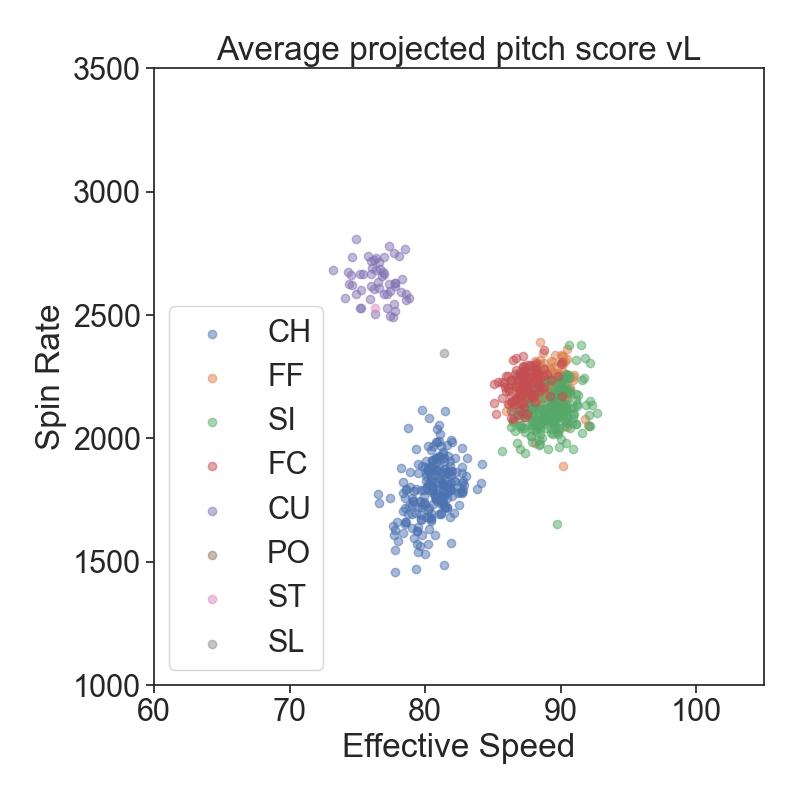 Average projected pitch score vL
3500
3000
2500
2000
1500
1000
Spin Rate
CH
FF
SI
FC
CU
PO
ST
SL
60 70 80 90 100
Effective Speed